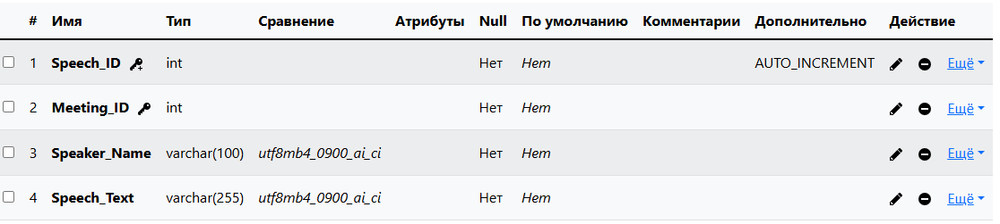 # Имя Тип Сравнение Атрибуты Null По умолчанию Комментарии Дополнительно Действие
1 Speech_ID int Нет Нет AUTO_INCREMENT Ещё
2 Meeting_ID int Нет Нет Ещё
3 Speaker_Name varchar(100) utf8mb4_0900_ai_ci Нет Нет Ещё
4 Speech_Text varchar(255) utf8mb4_0900_ai_ci Нет Нет Ещё